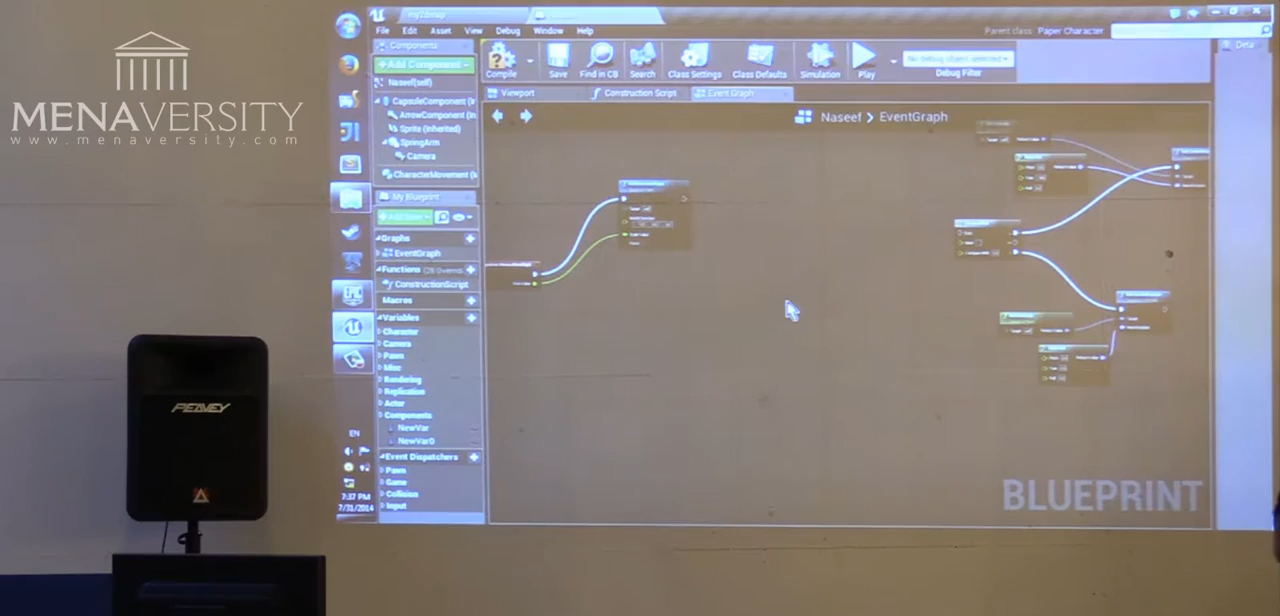 MENAVERSITY
www.menaversity.com
my2dmap
File Edit Asset View Debug Window Help
Parent class: Paper Character
Components
+Add Component
Naseef(self)
CapsuleComponent (In
ArrowComponent (In
Sprite (Inherited)
SpringArm
Camera
CharacterMovement (
My Blueprint
Graphs
EventGraph
Functions
ConstructionScript
Macros
Variables
Character
Camera
Pawn
Misc
Rendering
Replication
Actor
Components
NewVar
NewVar0
Event Dispatchers
Pawn
Game
Collision
Input
Compile
Save
Find in CB
Search
Class Settings
Class Defaults
Simulation
Play
No debug object selected
Debug Filter
Viewport
Construction Script
Event Graph
Naseef > EventGraph
BLUEPRINT
Deta
EN
7:37 PM
7/31/2014
PEAVEY